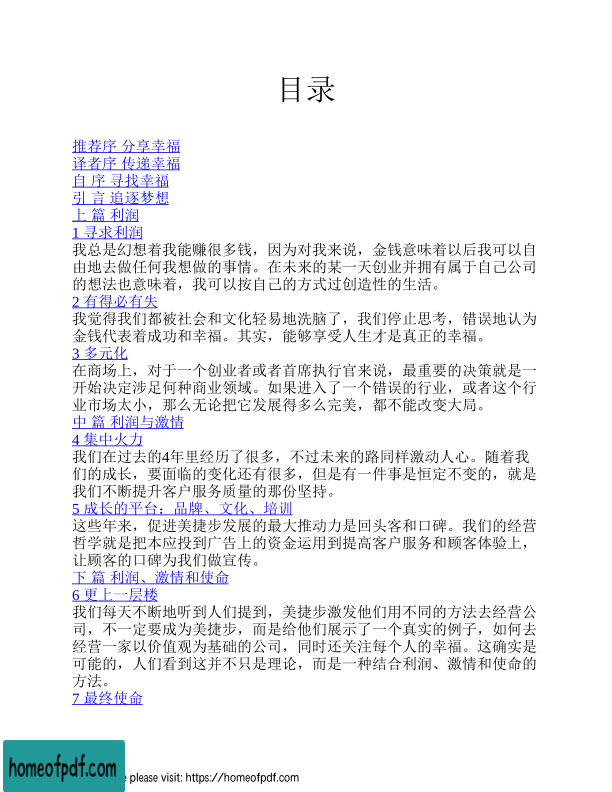 目录
推荐序 分享幸福
译者序 传递幸福
自 序 寻找幸福
引 言 追逐梦想
上 篇 利润
1 寻求利润
我总是幻想着我能赚很多钱，因为对我来说，金钱意味着以后我可以自
由地去做任何我想做的事情。在未来的某一天创业并拥有属于自己公司
的想法也意味着，我可以按自己的方式过创造性的生活。
2 有得必有失
我觉得我们都被社会和文化轻易地洗脑了，我们停止思考，错误地认为
金钱代表着成功和幸福。其实，能够享受人生才是真正的幸福。
3 多元化
在商场上，对于一个创业者或者首席执行官来说，最重要的决策就是一
开始决定涉足何种商业领域。如果进入了一个错误的行业，或者这个行
业市场太小，那么无论把它发展得多么完美，都不能改变大局。
中 篇 利润与激情
4 集中火力
我们在过去的4年里经历了很多，不过未来的路同样激动人心。随着我
们的成长，要面临的变化还有很多，但是有一件事是恒定不变的，就是
我们不断提升客户服务质量的那份坚持。
5 成长的平台：品牌、文化、培训
这些年来，促进美捷步发展的最大推动力是回头客和口碑。我们的经营
哲学就是把本应投到广告上的资金运用到提高客户服务和顾客体验上，
让顾客的口碑为我们做宣传。
下 篇 利润、激情和使命
6 更上一层楼
我们每天不断地听到人们提到，美捷步激发他们用不同的方法去经营公
司，不一定要成为美捷步，而是给他们展示了一个真实的例子，如何去
经营一家以价值观为基础的公司，同时还关注每个人的幸福。这确实是
可能的，人们看到这并不只是理论，而是一种结合利润、激情和使命的
方法。
7 最终使命
homeofpdf.com
e please visit: https://homeofpdf.com